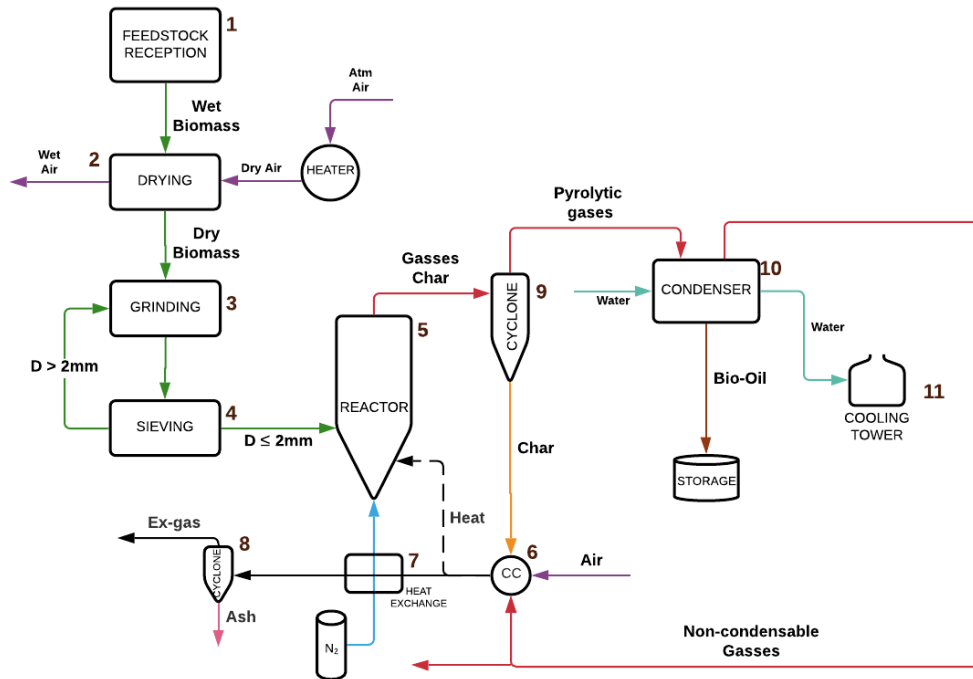 1
FEEDSTOCK
RECEPTION
Atm
Air
Wet
Biomass
Wet
Air
2
DRYING
Dry Air
HEATER
Pyrolytic
gases
Dry
Biomass
Gasses
Char
9
10
GRINDING
3
CYCLONE
Water
CONDENSER
5
Water
D > 2mm
Bio-Oil
11
REACTOR
SIEVING
4
D ≤ 2mm
COOLING
TOWER
Char
STORAGE
Heat
Ex-gas
8
CYCLONE
7
6
CC
Air
HEAT
EXCHANGE
Ash
N₂
Non-condensable
Gasses